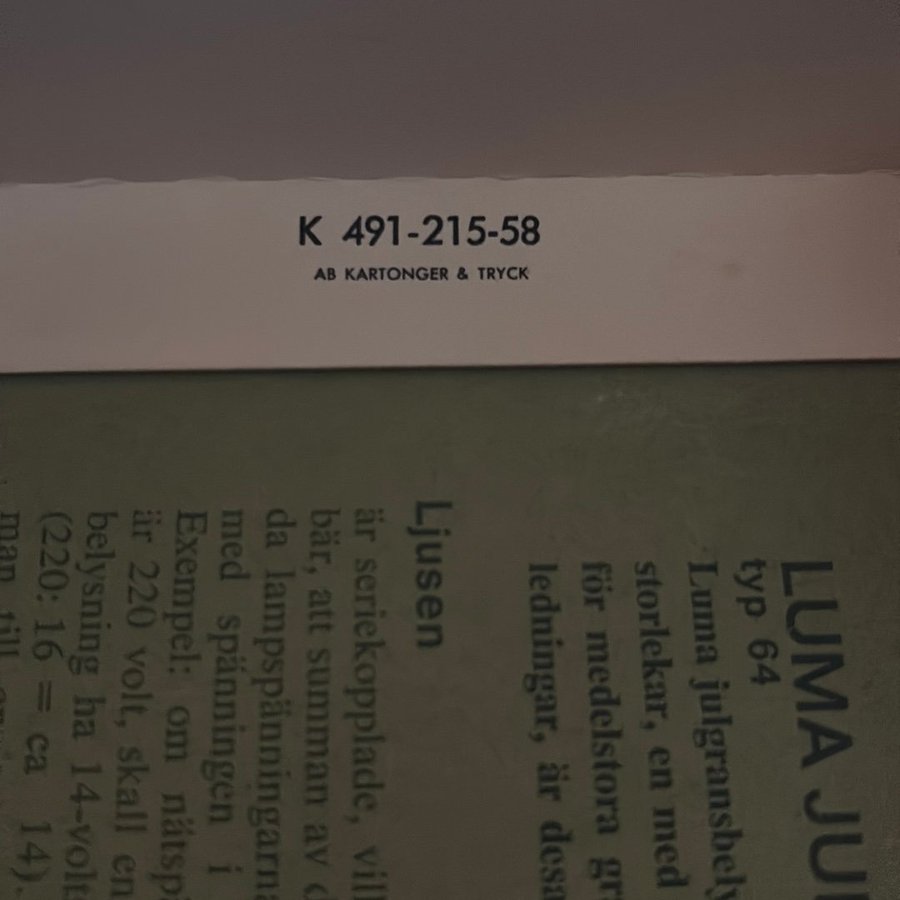 K 491-215-58
AB KARTONGER & TRYCK
LUMA
typ 64
Luma
storlekar, en med
för medelstora
ledningar, är
Ljusen
är seriekopplade,
bär, att summan av
da
med spänningen i
Exempel: om
är 220 volt, skall
belysning ha
(220: 16 = ca 14).
man till